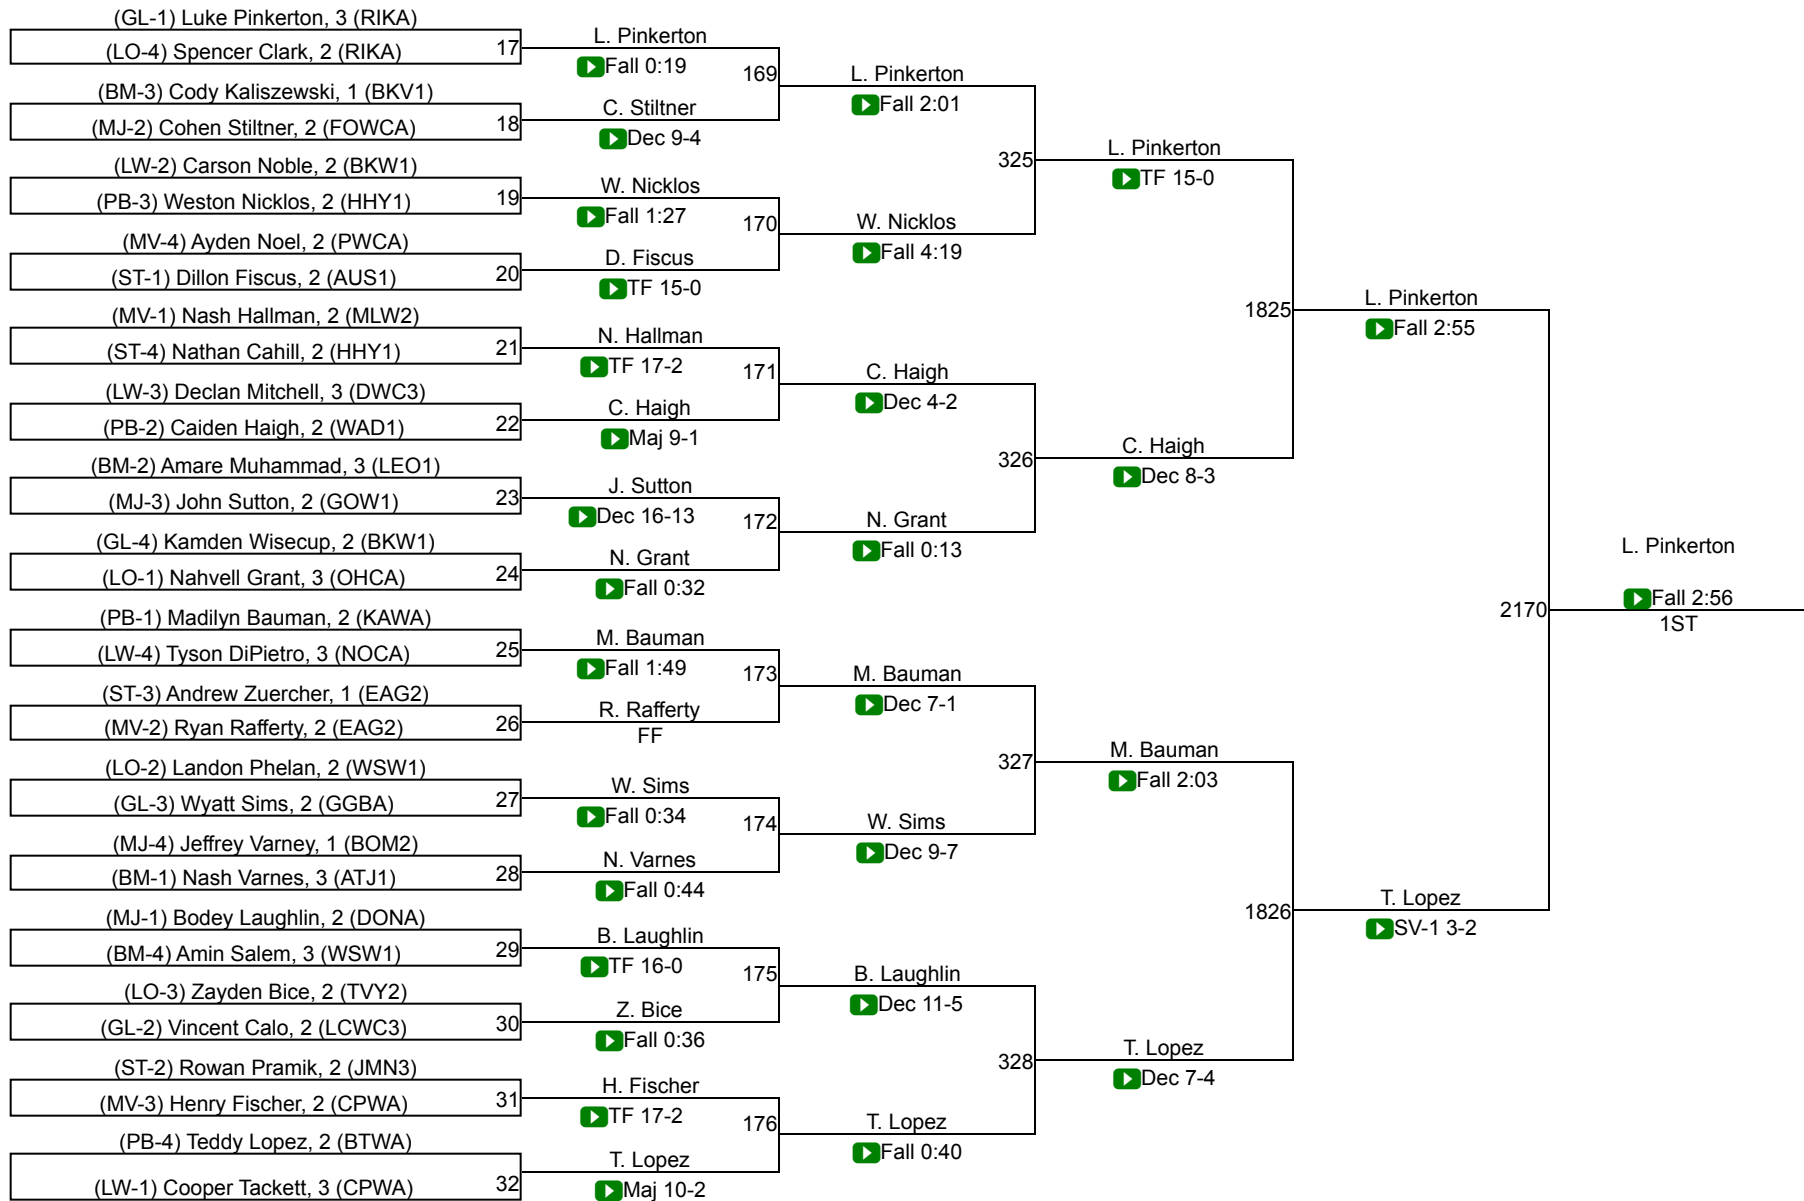 (GL-1) Luke Pinkerton, 3 (RIKA)
(LO-4) Spencer Clark, 2 (RIKA)
17
(BM-3) Cody Kaliszewski, 1 (BKV1)
(MJ-2) Cohen Stiltner, 2 (FOWCA)
18
(LW-2) Carson Noble, 2 (BKW1)
(PB-3) Weston Nicklos, 2 (HHY1)
19
(MV-4) Ayden Noel, 2 (PWCA)
(ST-1) Dillon Fiscus, 2 (AUS1)
20
(MV-1) Nash Hallman, 2 (MLW2)
(ST-4) Nathan Cahill, 2 (HHY1)
21
(LW-3) Declan Mitchell, 3 (DWC3)
(PB-2) Caiden Haigh, 2 (WAD1)
22
(BM-2) Amare Muhammad, 3 (LEO1)
(MJ-3) John Sutton, 2 (GOW1)
23
(GL-4) Kamden Wisecup, 2 (BKW1)
(LO-1) Nahvell Grant, 3 (OHCA)
24
(PB-1) Madilyn Bauman, 2 (KAWA)
(LW-4) Tyson DiPietro, 3 (NOCA)
25
(ST-3) Andrew Zuercher, 1 (EAG2)
(MV-2) Ryan Rafferty, 2 (EAG2)
26
(LO-2) Landon Phelan, 2 (WSW1)
(GL-3) Wyatt Sims, 2 (GGBA)
27
(MJ-4) Jeffrey Varney, 1 (BOM2)
(BM-1) Nash Varnes, 3 (ATJ1)
28
(MJ-1) Bodey Laughlin, 2 (DONA)
(BM-4) Amin Salem, 3 (WSW1)
29
(LO-3) Zayden Bice, 2 (TVY2)
(GL-2) Vincent Calo, 2 (LCWC3)
30
(ST-2) Rowan Pramik, 2 (JMN3)
(MV-3) Henry Fischer, 2 (CPWA)
31
(PB-4) Teddy Lopez, 2 (BTWA)
(LW-1) Cooper Tackett, 3 (CPWA)
32
L. Pinkerton
Fall 0:19
169
C. Stiltner
Dec 9-4
W. Nicklos
Fall 1:27
170
D. Fiscus
TF 15-0
N. Hallman
TF 17-2
171
C. Haigh
Maj 9-1
J. Sutton
Dec 16-13
172
N. Grant
Fall 0:32
M. Bauman
Fall 1:49
173
R. Rafferty
FF
W. Sims
Fall 0:34
174
N. Varnes
Fall 0:44
B. Laughlin
TF 16-0
175
Z. Bice
Fall 0:36
H. Fischer
TF 17-2
176
T. Lopez
Maj 10-2
L. Pinkerton
Fall 2:01
325
W. Nicklos
Fall 4:19
C. Haigh
Dec 4-2
326
N. Grant
Fall 0:13
M. Bauman
Dec 7-1
327
W. Sims
Dec 9-7
B. Laughlin
Dec 11-5
328
T. Lopez
Fall 0:40
L. Pinkerton
TF 15-0
1825
C. Haigh
Dec 8-3
M. Bauman
Fall 2:03
1826
T. Lopez
Dec 7-4
L. Pinkerton
Fall 2:55
2170
T. Lopez
SV-1 3-2
L. Pinkerton
Fall 2:56
1ST